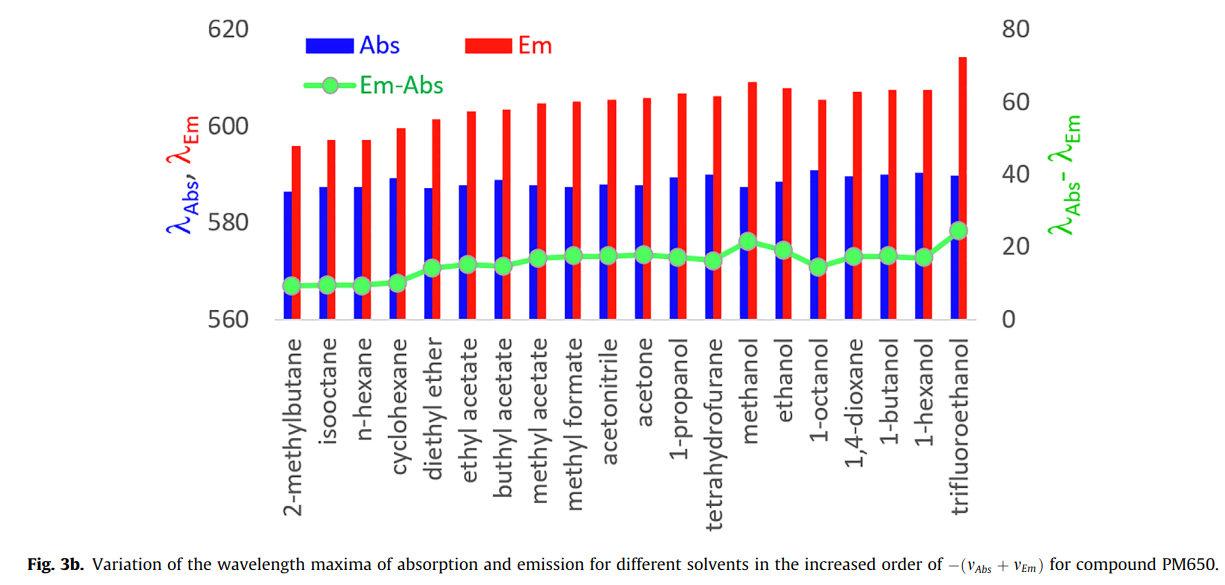 620
80
Abs
Em
Em-Abs
600
60
λAbs, λEm
λAbs- λEm
580
40
20
560
0
2-methylbutane
isooctane
n-hexane
cyclohexane
diethyl ether
ethyl acetate
buthyl acetate
methyl acetate
methyl formate
acetonitrile
acetone
1-propanol
tetrahydrofurane
methanol
ethanol
1-octanol
1,4-dioxane
1-butanol
1-hexanol
trifluoroethanol
Fig. 3b. Variation of the wavelength maxima of absorption and emission for different solvents in the increased order of −(νAbs + νEm) for compound PM650.